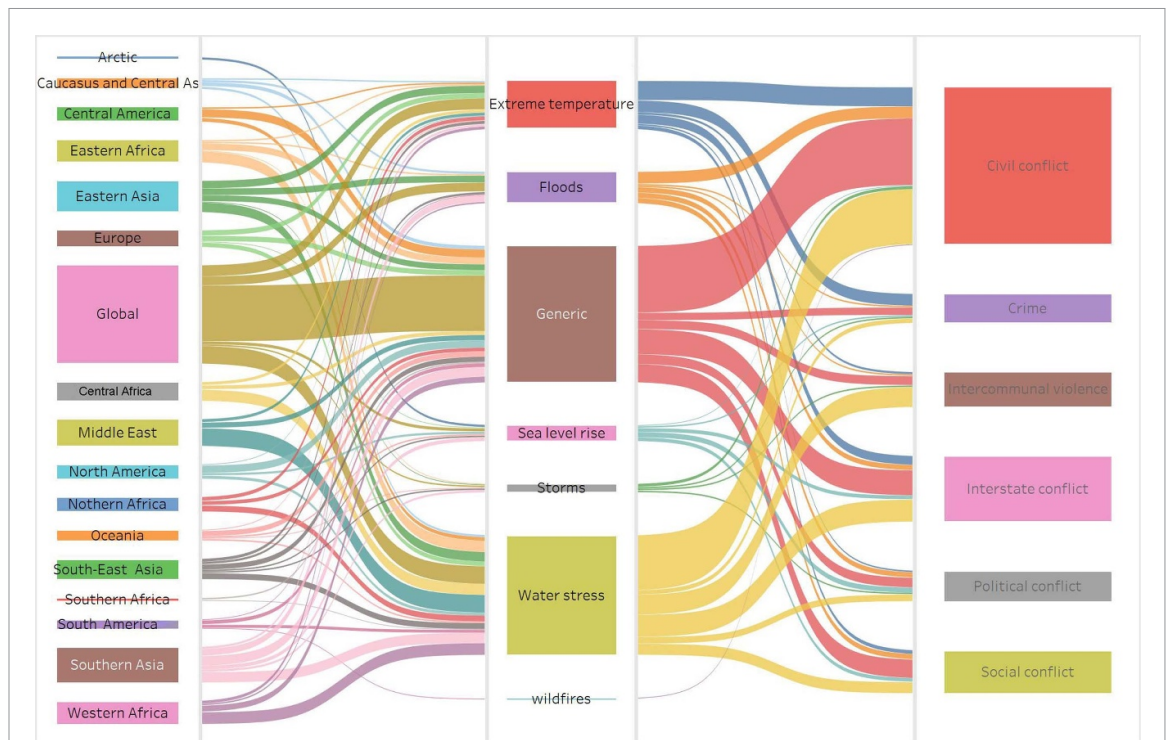 Arctic
Caucasus and Central As
Central America
Eastern Africa
Eastern Asia
Europe
Global
Central Africa
Middle East
North America
Nothern Africa
Oceania
South-East Asia
Southern Africa
South America
Southern Asia
Western Africa
Extreme temperature
Floods
Generic
Sea level rise
Storms
Water stress
wildfires
Civil conflict
Crime
Intercommunal violence
Interstate conflict
Political conflict
Social conflict